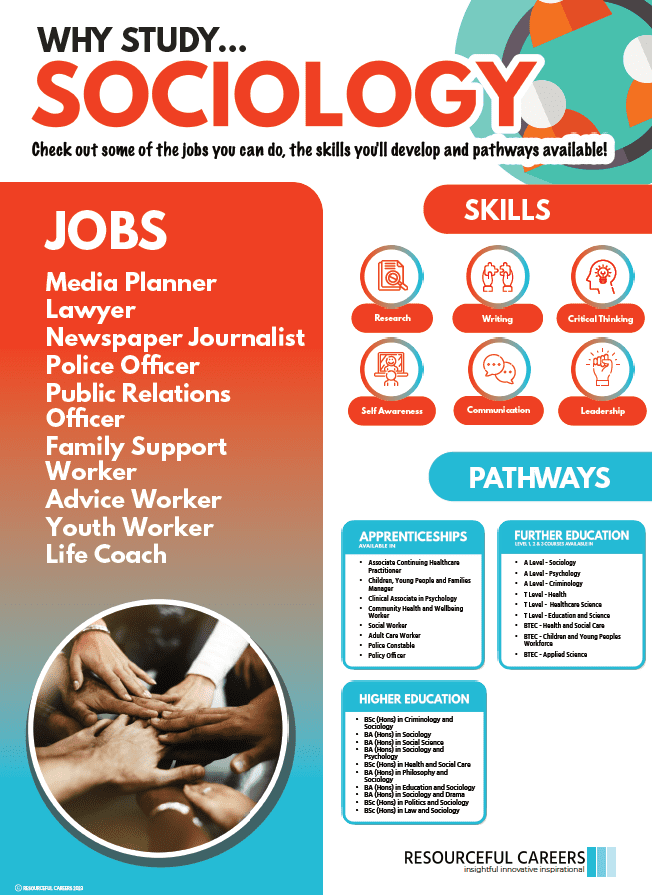 WHY STUDY...
SOCIOLOGY
Check out some of the jobs you can do, the skills you'll develop and pathways available!
JOBS
Media Planner
Lawyer
Newspaper Journalist
Police Officer
Public Relations
Officer
Family Support
Worker
Advice Worker
Youth Worker
Life Coach
SKILLS
Research
Writing
Critical Thinking
Self Awareness
Communication
Leadership
PATHWAYS
APPRENTICESHIPS
AVAILABLE IN
• Associate Continuing Healthcare
Practitioner
• Children, Young People and Families
Manager
• Clinical Associate in Psychology
• Community Health and Wellbeing
Worker
• Social Worker
• Adult Care Worker
• Police Constable
• Policy Officer
FURTHER EDUCATION
LEVEL 1, 2 & 3 COURSES AVAILABLE IN
• A Level - Sociology
• A Level - Psychology
• A Level - Criminology
• T Level - Health
• T Level - Healthcare Science
• T Level - Education and Science
• BTEC - Health and Social Care
• BTEC - Children and Young Peoples
Workforce
• BTEC - Applied Science
HIGHER EDUCATION
• BSc (Hons) in Criminology and
Sociology
• BA (Hons) in Sociology
• BA (Hons) in Social Science
• BA (Hons) in Sociology and
Psychology
• BSc (Hons) in Health and Social Care
• BA (Hons) in Philosophy and
Sociology
• BA (Hons) in Education and Sociology
• BA (Hons) in Sociology and Drama
• BSc (Hons) in Politics and Sociology
• BSc (Hons) in Law and Sociology
RESOURCEFUL CAREERS
insightful innovative inspirational
© RESOURCEFUL CAREERS 2023